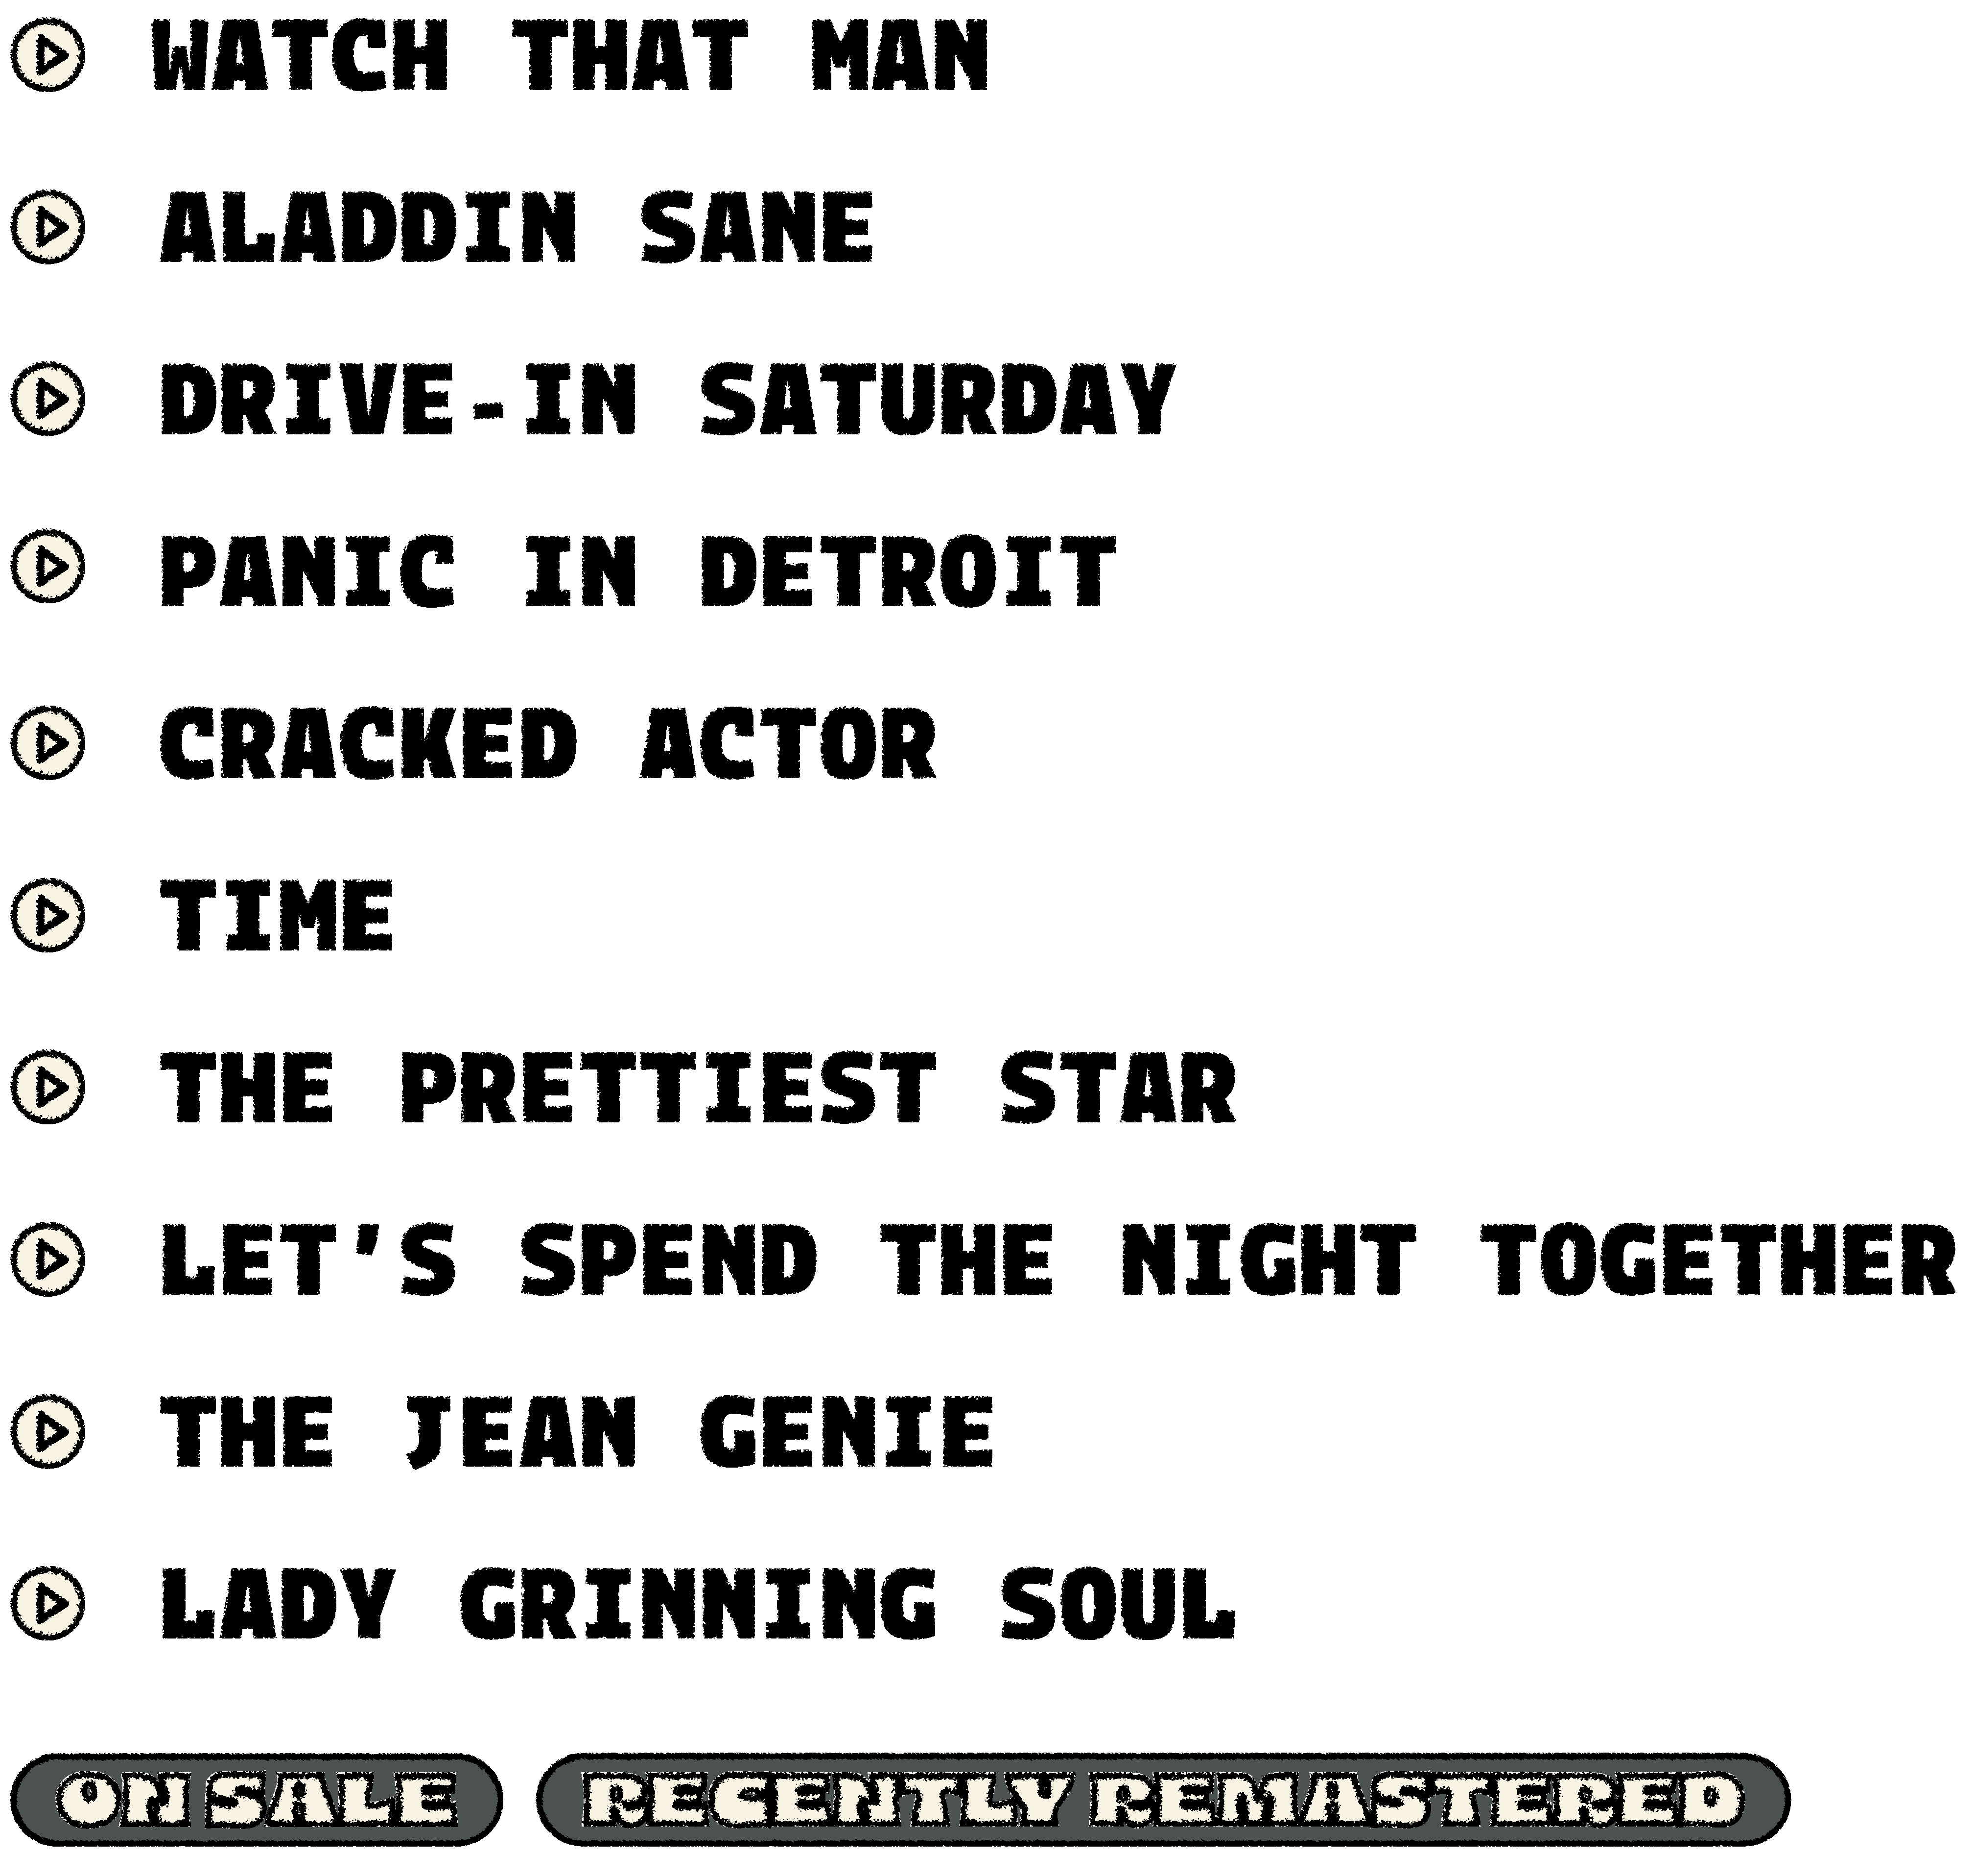 WATCH THAT MAN
ALADDIN SANE
DRIVE-IN SATURDAY
PANIC IN DETROIT
CRACKED ACTOR
TIME
THE PRETTIEST STAR
LET'S SPEND THE NIGHT TOGETHER
THE JEAN GENIE
LADY GRINNING SOUL
ON SALE RECENTLY REMASTERED